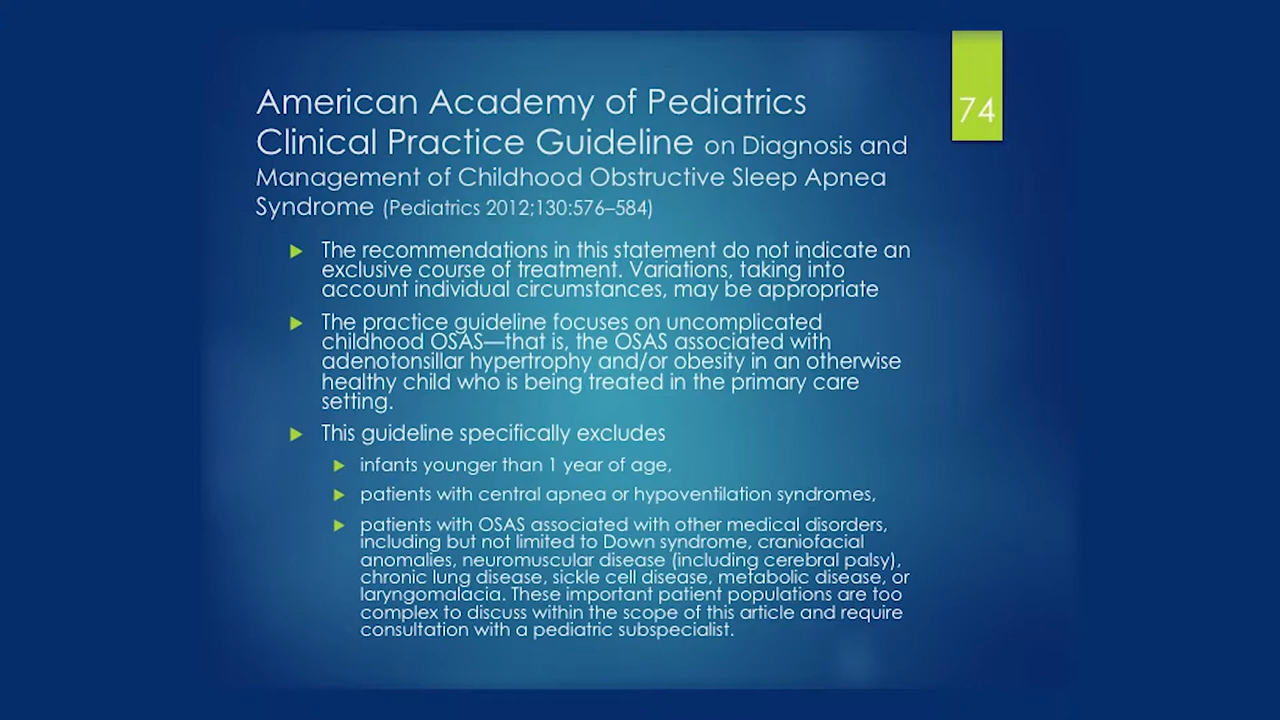 American Academy of Pediatrics
74
Clinical Practice Guideline on Diagnosis and
Management of Childhood Obstructive Sleep Apnea
Syndrome (Pediatrics 2012;130:576–584)
The recommendations in this statement do not indicate an
exclusive course of treatment. Variations, taking into
account individual circumstances, may be appropriate
The practice guideline focuses on uncomplicated
childhood OSAS—that is, the OSAS associated with
adenotonsillar hypertrophy and/or obesity in an otherwise
healthy child who is being treated in the primary care
setting.
This guideline specifically excludes
infants younger than 1 year of age,
patients with central apnea or hypoventilation syndromes,
patients with OSAS associated with other medical disorders,
including but not limited to Down syndrome, craniofacial
anomalies, neuromuscular disease (including cerebral palsy),
chronic lung disease, sickle cell disease, metabolic disease, or
laryngomalacia. These important patient populations are too
complex to discuss within the scope of this article and require
consultation with a pediatric subspecialist.